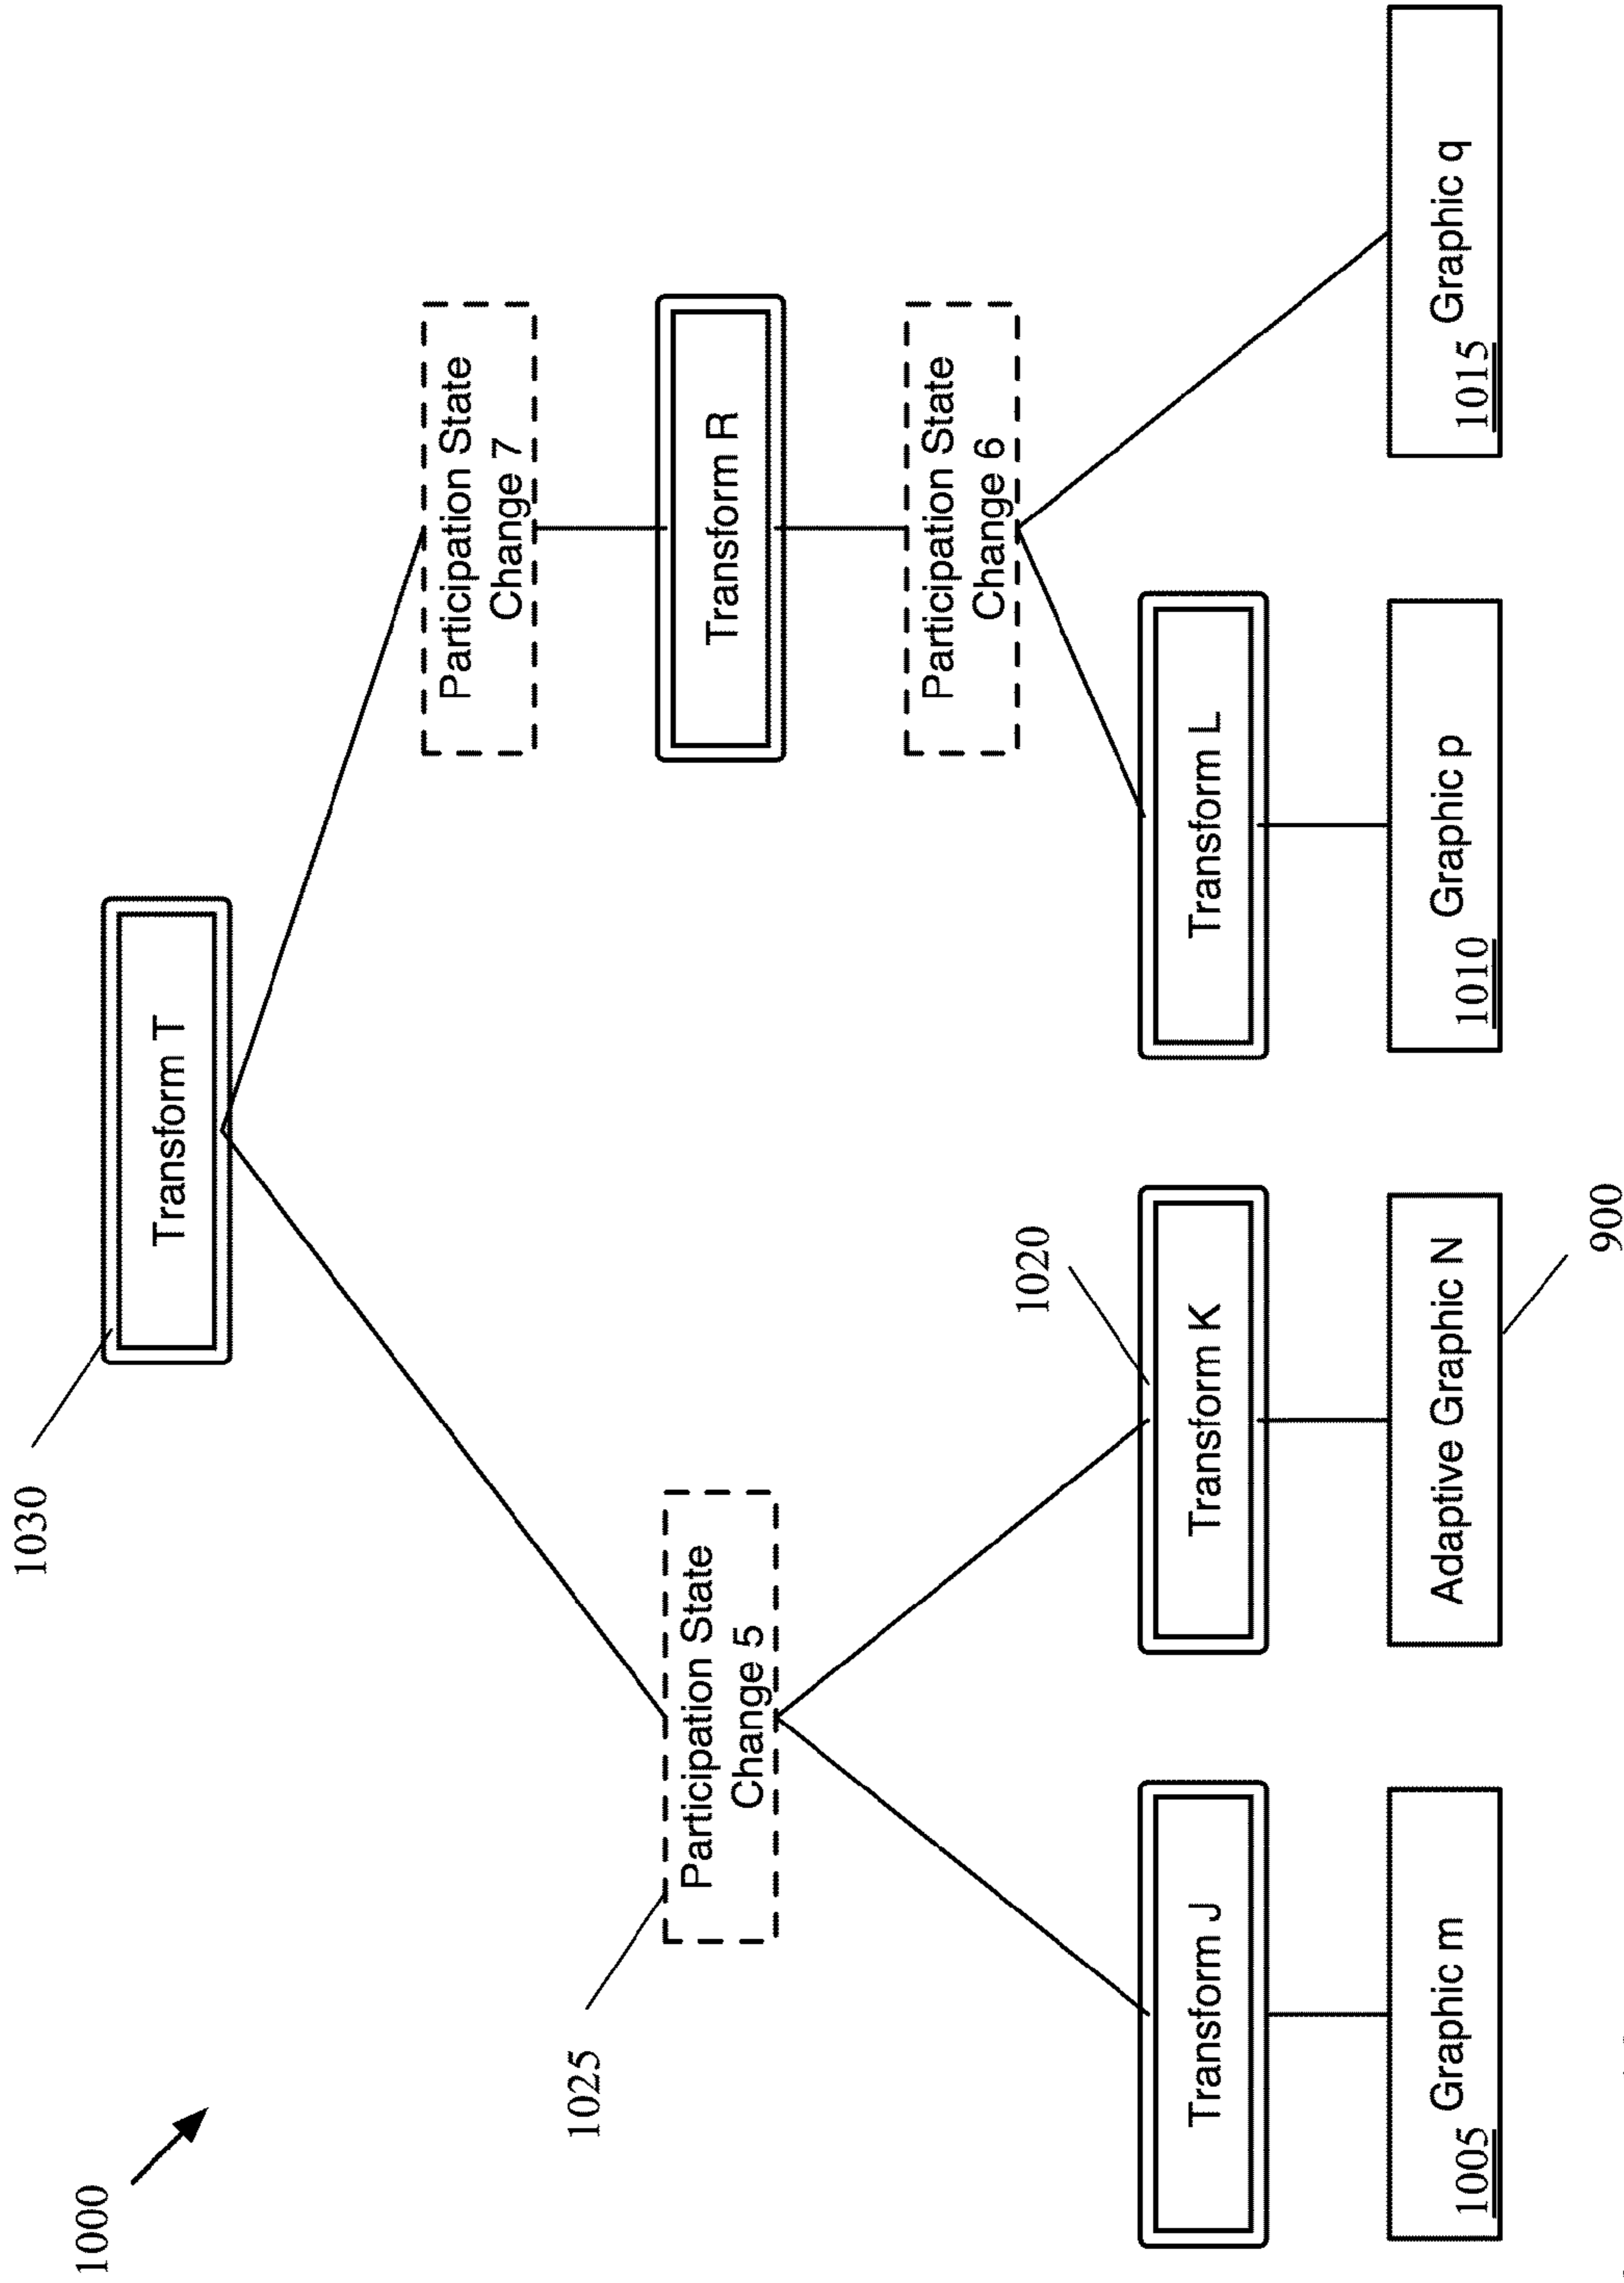 1000
1030
Transform T
Participation State
Change 7
1025
Participation State
Change 5
Transform R
Participation State
Change 6
1020
Transform J
Transform K
Transform L
1005 Graphic m
Adaptive Graphic N
1010 Graphic p
1015 Graphic q
900